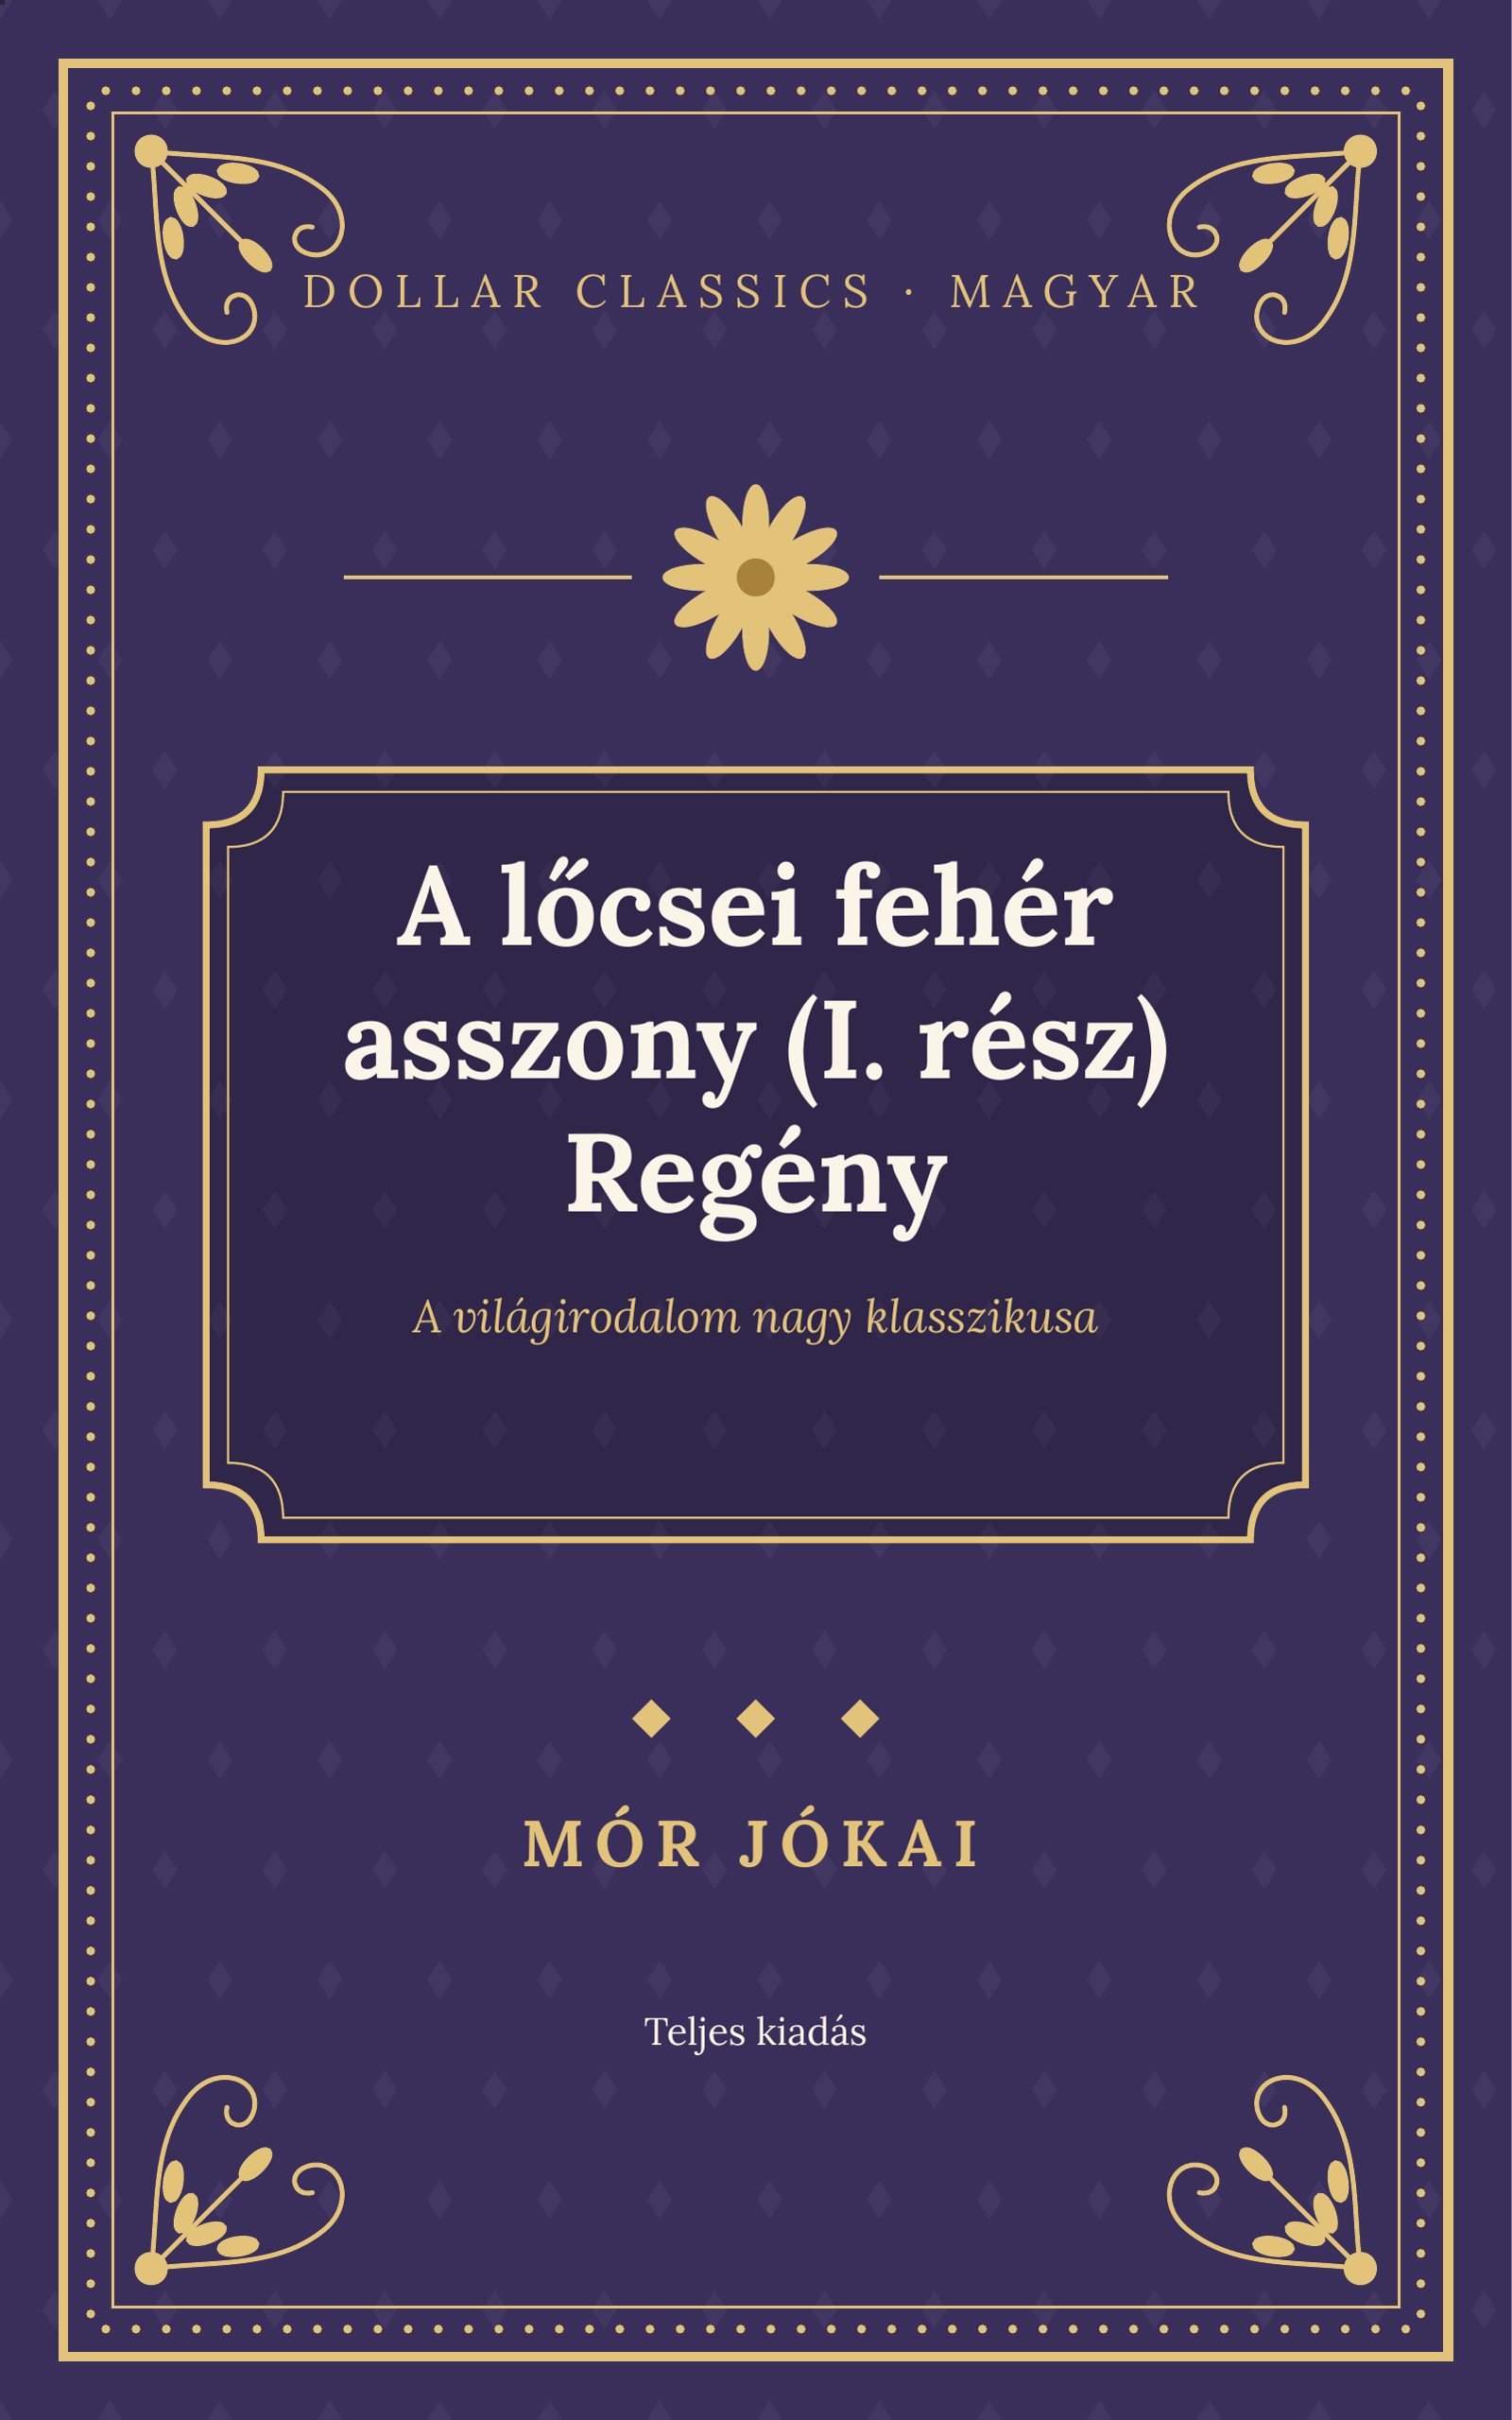 DOLLAR CLASSICS · MAGYAR
A lőcsei fehér
asszony (I. rész)
Regény
A világirodalom nagy klasszikusa
MÓR JÓKAI
Teljes kiadás